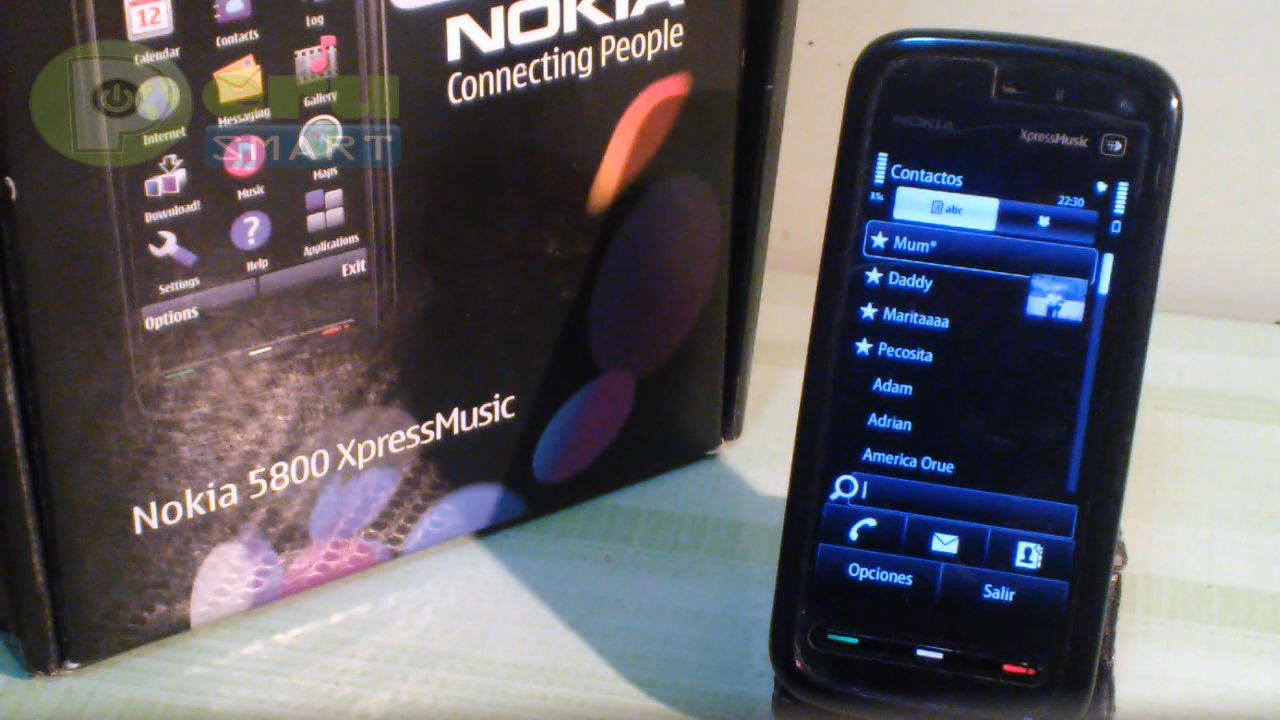 12
Calendar
Contacts
Log
Internet
Messaging
Gallery
Download!
Music
Maps
Settings
Help
Applications
Options
Exit
SMART
NOKIA
Connecting People
Nokia 5800 XpressMusic
NOKIA
XpressMusic
Contactos
22:30
abc
Mum*
Daddy
Maritaaaa
Pecosita
Adam
Adrian
America Orue
Opciones
Salir